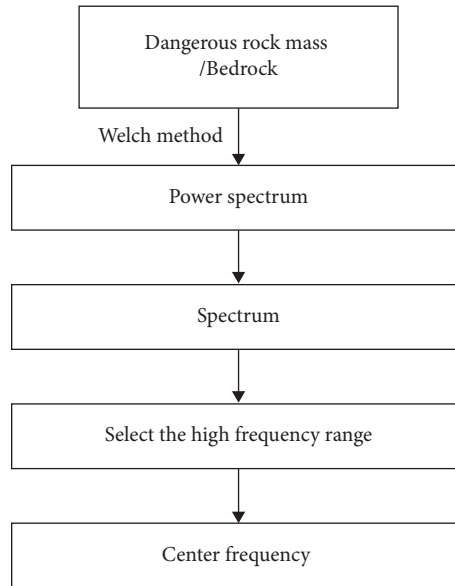 Dangerous rock mass
/Bedrock
Welch method
Power spectrum
Spectrum
Select the high frequency range
Center frequency